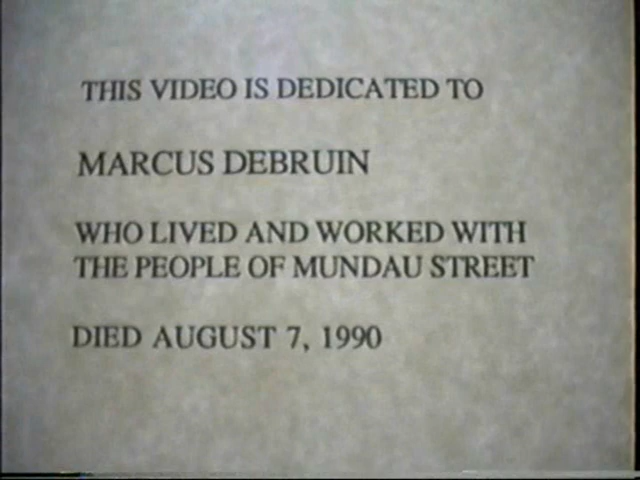 THIS VIDEO IS DEDICATED TO
MARCUS DEBRUIN
WHO LIVED AND WORKED WITH
THE PEOPLE OF MUNDAU STREET
DIED AUGUST 7, 1990